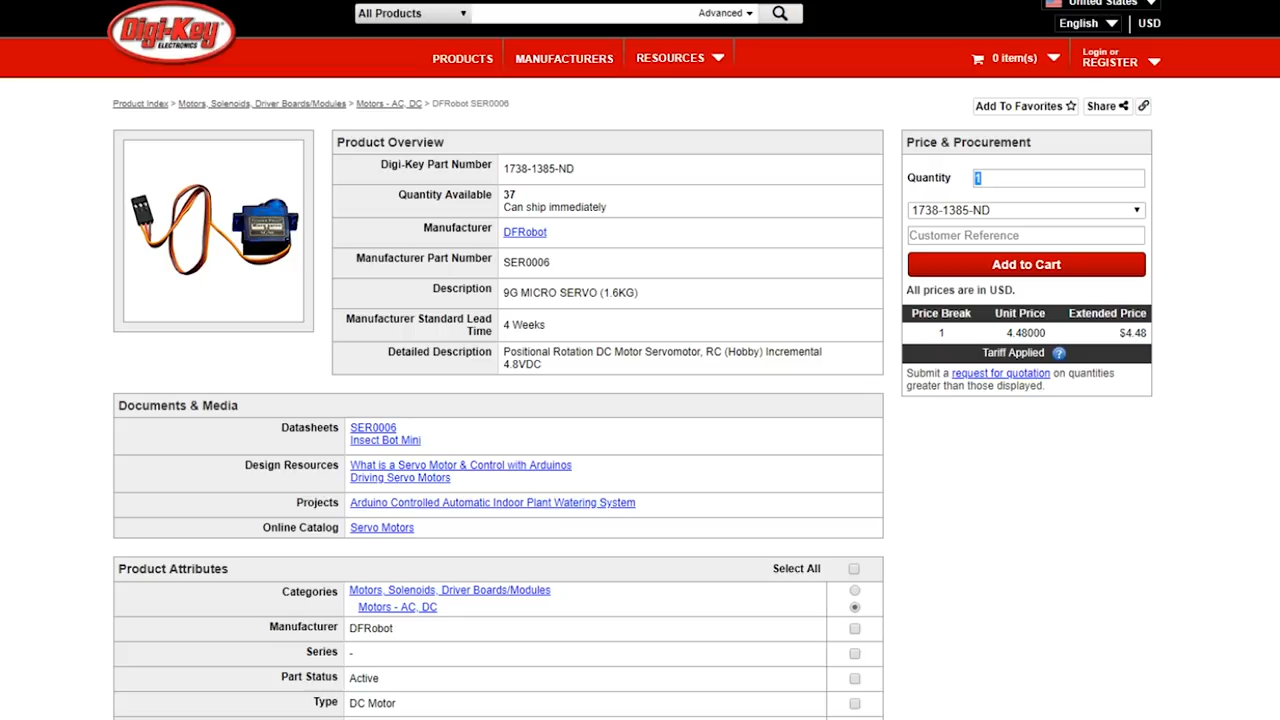 Digi-Key
ELECTRONICS
All Products
Advanced
United States
English
USD
PRODUCTS
MANUFACTURERS
RESOURCES
0 item(s)
Login or
REGISTER
Product Index > Motors, Solenoids, Driver Boards/Modules > Motors - AC, DC > DFRobot SER0006
Add To Favorites
Share
Product Overview
Digi-Key Part Number 1738-1385-ND
Quantity Available 37
Can ship immediately
Manufacturer DFRobot
Manufacturer Part Number SER0006
Description 9G MICRO SERVO (1.6KG)
Manufacturer Standard Lead
Time 4 Weeks
Detailed Description Positional Rotation DC Motor Servomotor, RC (Hobby) Incremental
4.8VDC
Price & Procurement
Quantity 1
1738-1385-ND
Customer Reference
Add to Cart
All prices are in USD.
Price Break Unit Price Extended Price
1 4.48000 $4.48
Tariff Applied ?
Submit a request for quotation on quantities
greater than those displayed.
Documents & Media
Datasheets SER0006
Insect Bot Mini
Design Resources What is a Servo Motor & Control with Arduinos
Driving Servo Motors
Projects Arduino Controlled Automatic Indoor Plant Watering System
Online Catalog Servo Motors
Product Attributes Select All
Categories Motors, Solenoids, Driver Boards/Modules
Motors - AC, DC
Manufacturer DFRobot
Series -
Part Status Active
Type DC Motor